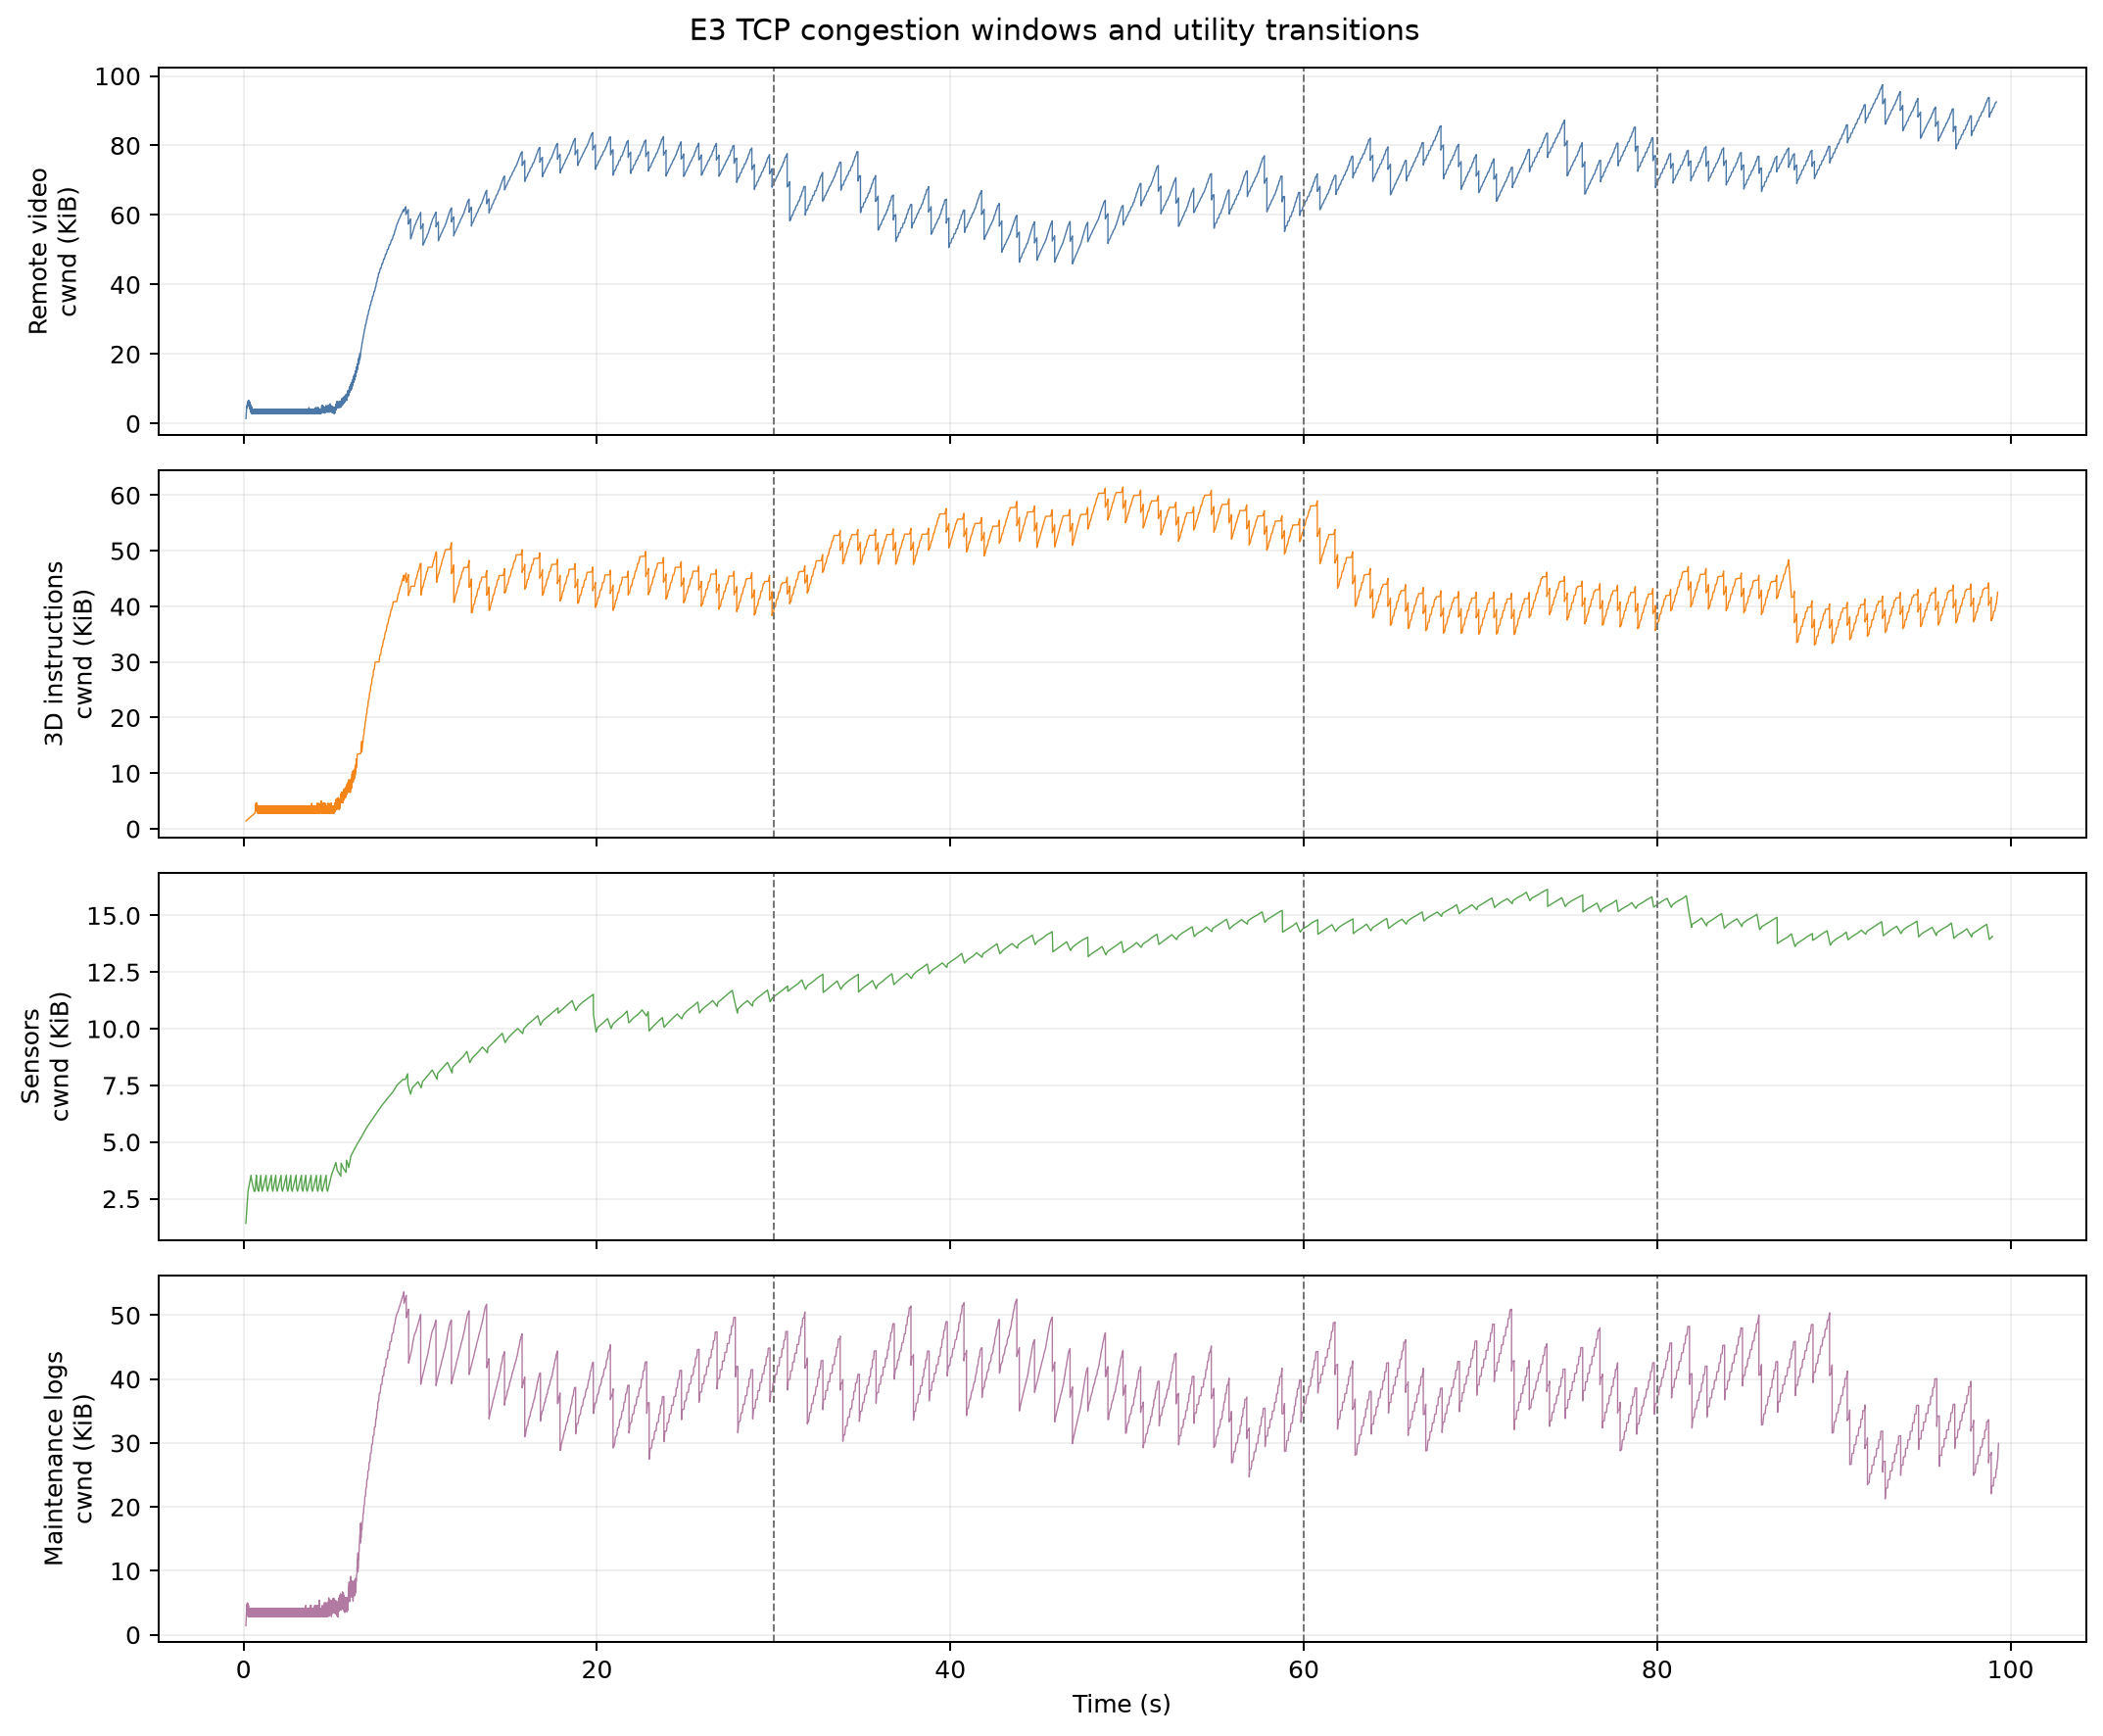 E3 TCP congestion windows and utility transitions
Remote video
cwnd (KiB)
100
80
60
40
20
0
3D instructions
cwnd (KiB)
60
50
40
30
20
10
0
Sensors
cwnd (KiB)
15.0
12.5
10.0
7.5
5.0
2.5
Maintenance logs
cwnd (KiB)
50
40
30
20
10
0
0 20 40 60 80 100
Time (s)